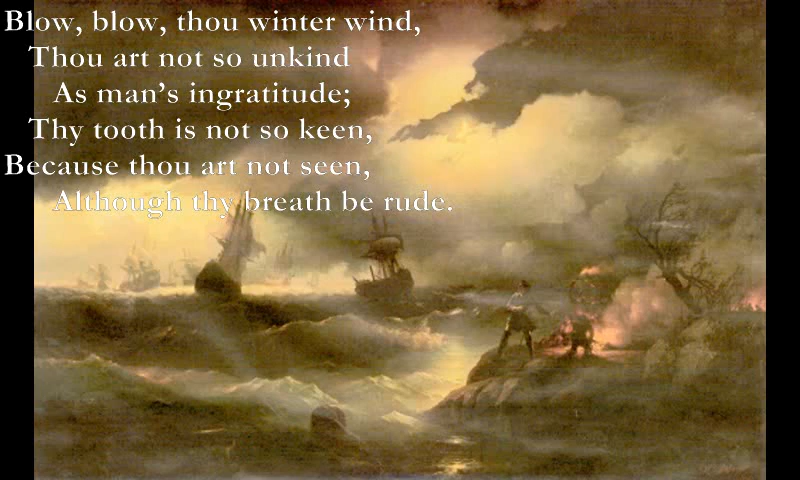 Blow, blow, thou winter wind,
Thou art not so unkind
As man's ingratitude;
Thy tooth is not so keen,
Because thou art not seen,
Although thy breath be rude.